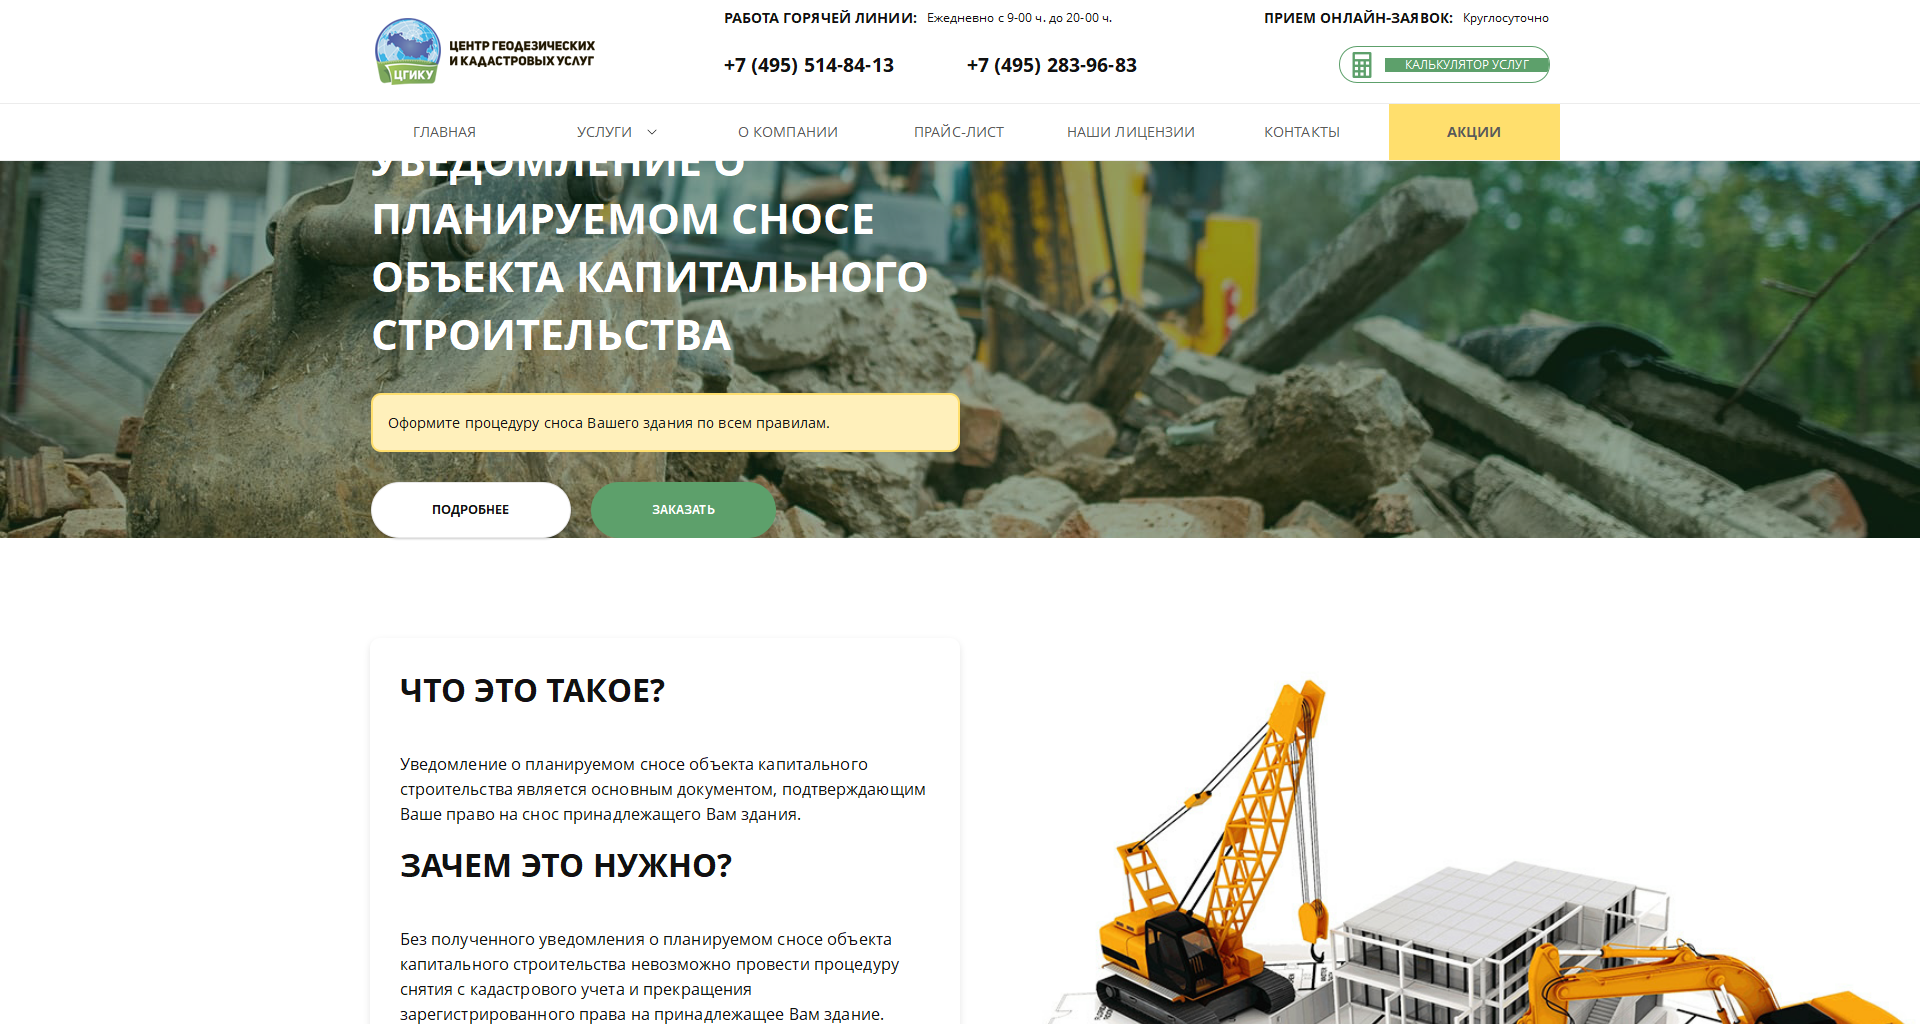 ЦЕНТР ГЕОДЕЗИЧЕСКИХ
И КАДАСТРОВЫХ УСЛУГ
ЦГИКУ
РАБОТА ГОРЯЧЕЙ ЛИНИИ: Ежедневно с 9-00 ч. до 20-00 ч.
ПРИЕМ ОНЛАЙН-ЗАЯВОК: Круглосуточно
+7 (495) 514-84-13
+7 (495) 283-96-83
КАЛЬКУЛЯТОР УСЛУГ
ГЛАВНАЯ
УСЛУГИ
О КОМПАНИИ
ПРАЙС-ЛИСТ
НАШИ ЛИЦЕНЗИИ
КОНТАКТЫ
АКЦИИ
УВЕДОМЛЕНИЕ О
ПЛАНИРУЕМОМ СНОСЕ
ОБЪЕКТА КАПИТАЛЬНОГО
СТРОИТЕЛЬСТВА
Оформите процедуру сноса Вашего здания по всем правилам.
ПОДРОБНЕЕ
ЗАКАЗАТЬ
ЧТО ЭТО ТАКОЕ?
Уведомление о планируемом сносе объекта капитального
строительства является основным документом, подтверждающим
Ваше право на снос принадлежащего Вам здания.
ЗАЧЕМ ЭТО НУЖНО?
Без полученного уведомления о планируемом сносе объекта
капитального строительства невозможно провести процедуру
снятия с кадастрового учета и прекращения
зарегистрированного права на принадлежащее Вам здание.